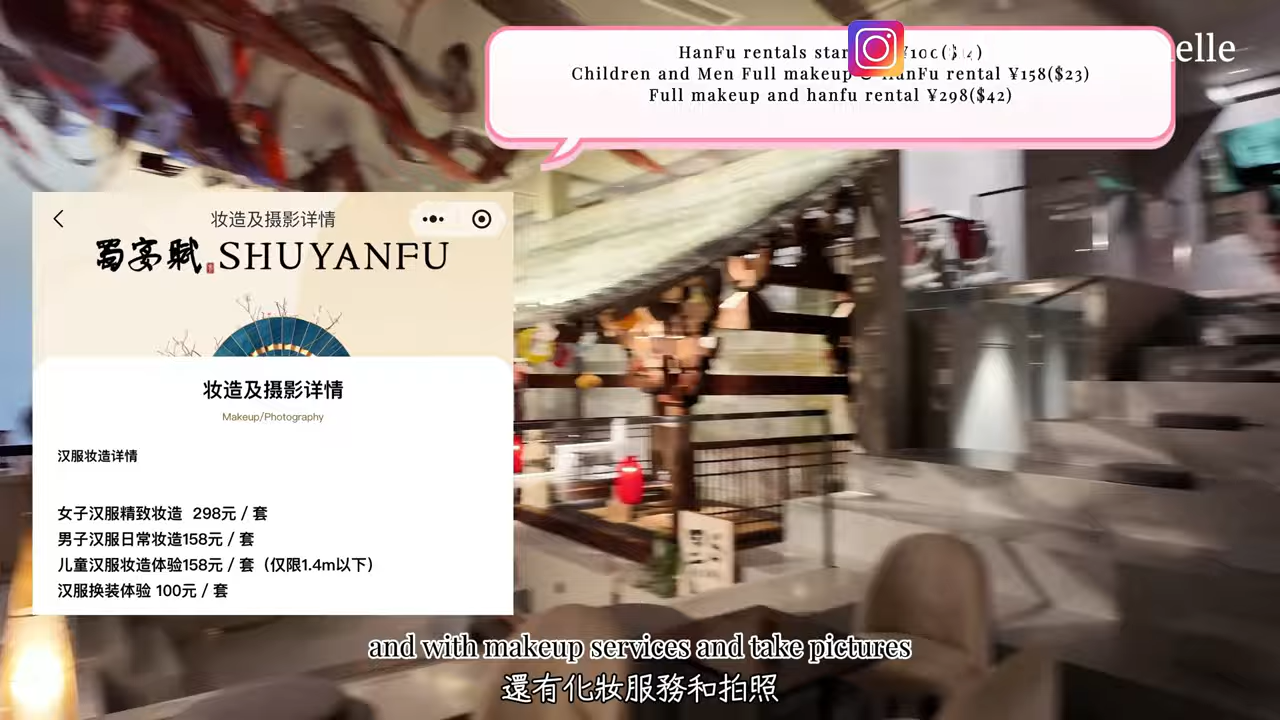 HanFu rentals star ¥100($14)
elle
Children and Men Full makeup & HanFu rental ¥158($23)
Full makeup and hanfu rental ¥298($42)
妆造及摄影详情
蜀宴赋 SHUYANFU
妆造及摄影详情
Makeup/Photography
汉服妆造详情
女子汉服精致妆造 298元 / 套
男子汉服日常妆造158元 / 套
儿童汉服妆造体验158元 / 套（仅限1.4m以下）
汉服换装体验 100元 / 套
and with makeup services and take pictures
還有化妝服務和拍照